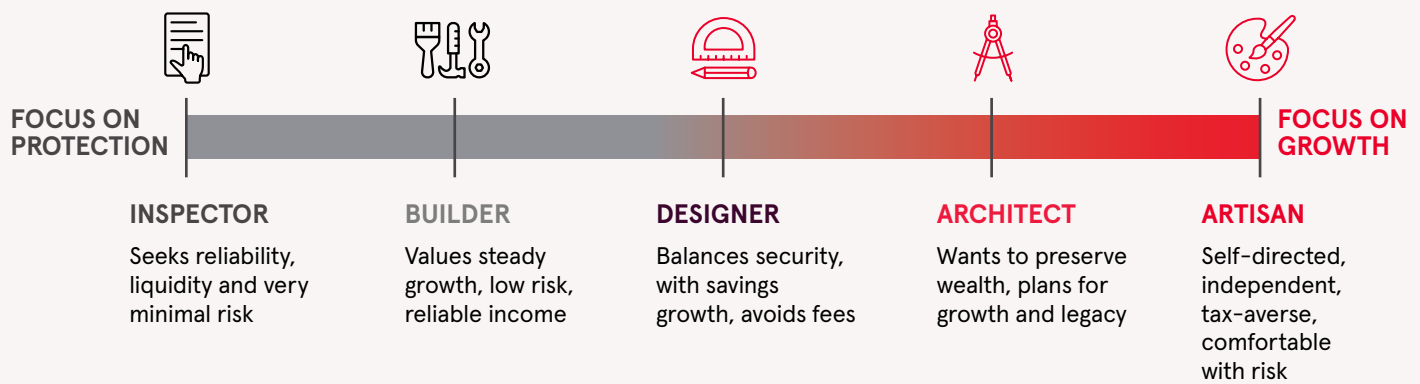 FOCUS ON
PROTECTION
FOCUS ON
GROWTH
INSPECTOR
Seeks reliability,
liquidity and very
minimal risk
BUILDER
Values steady
growth, low risk,
reliable income
DESIGNER
Balances security,
with savings
growth, avoids fees
ARCHITECT
Wants to preserve
wealth, plans for
growth and legacy
ARTISAN
Self-directed,
independent,
tax-averse,
comfortable
with risk